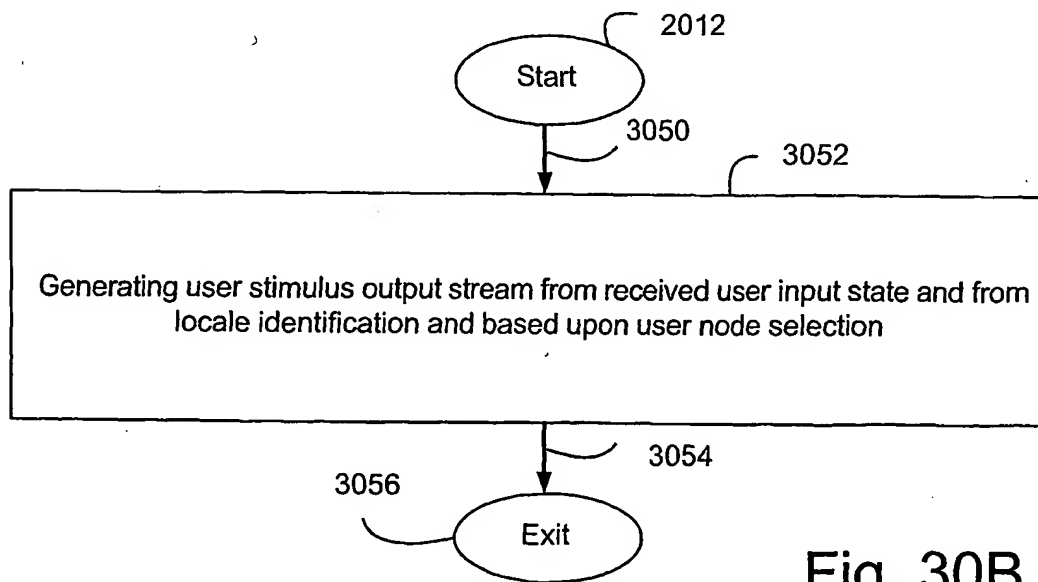 2012
Start
3050
3052
Generating user stimulus output stream from received user input state and from
locale identification and based upon user node selection
3054
3056
Exit
Fig. 30B